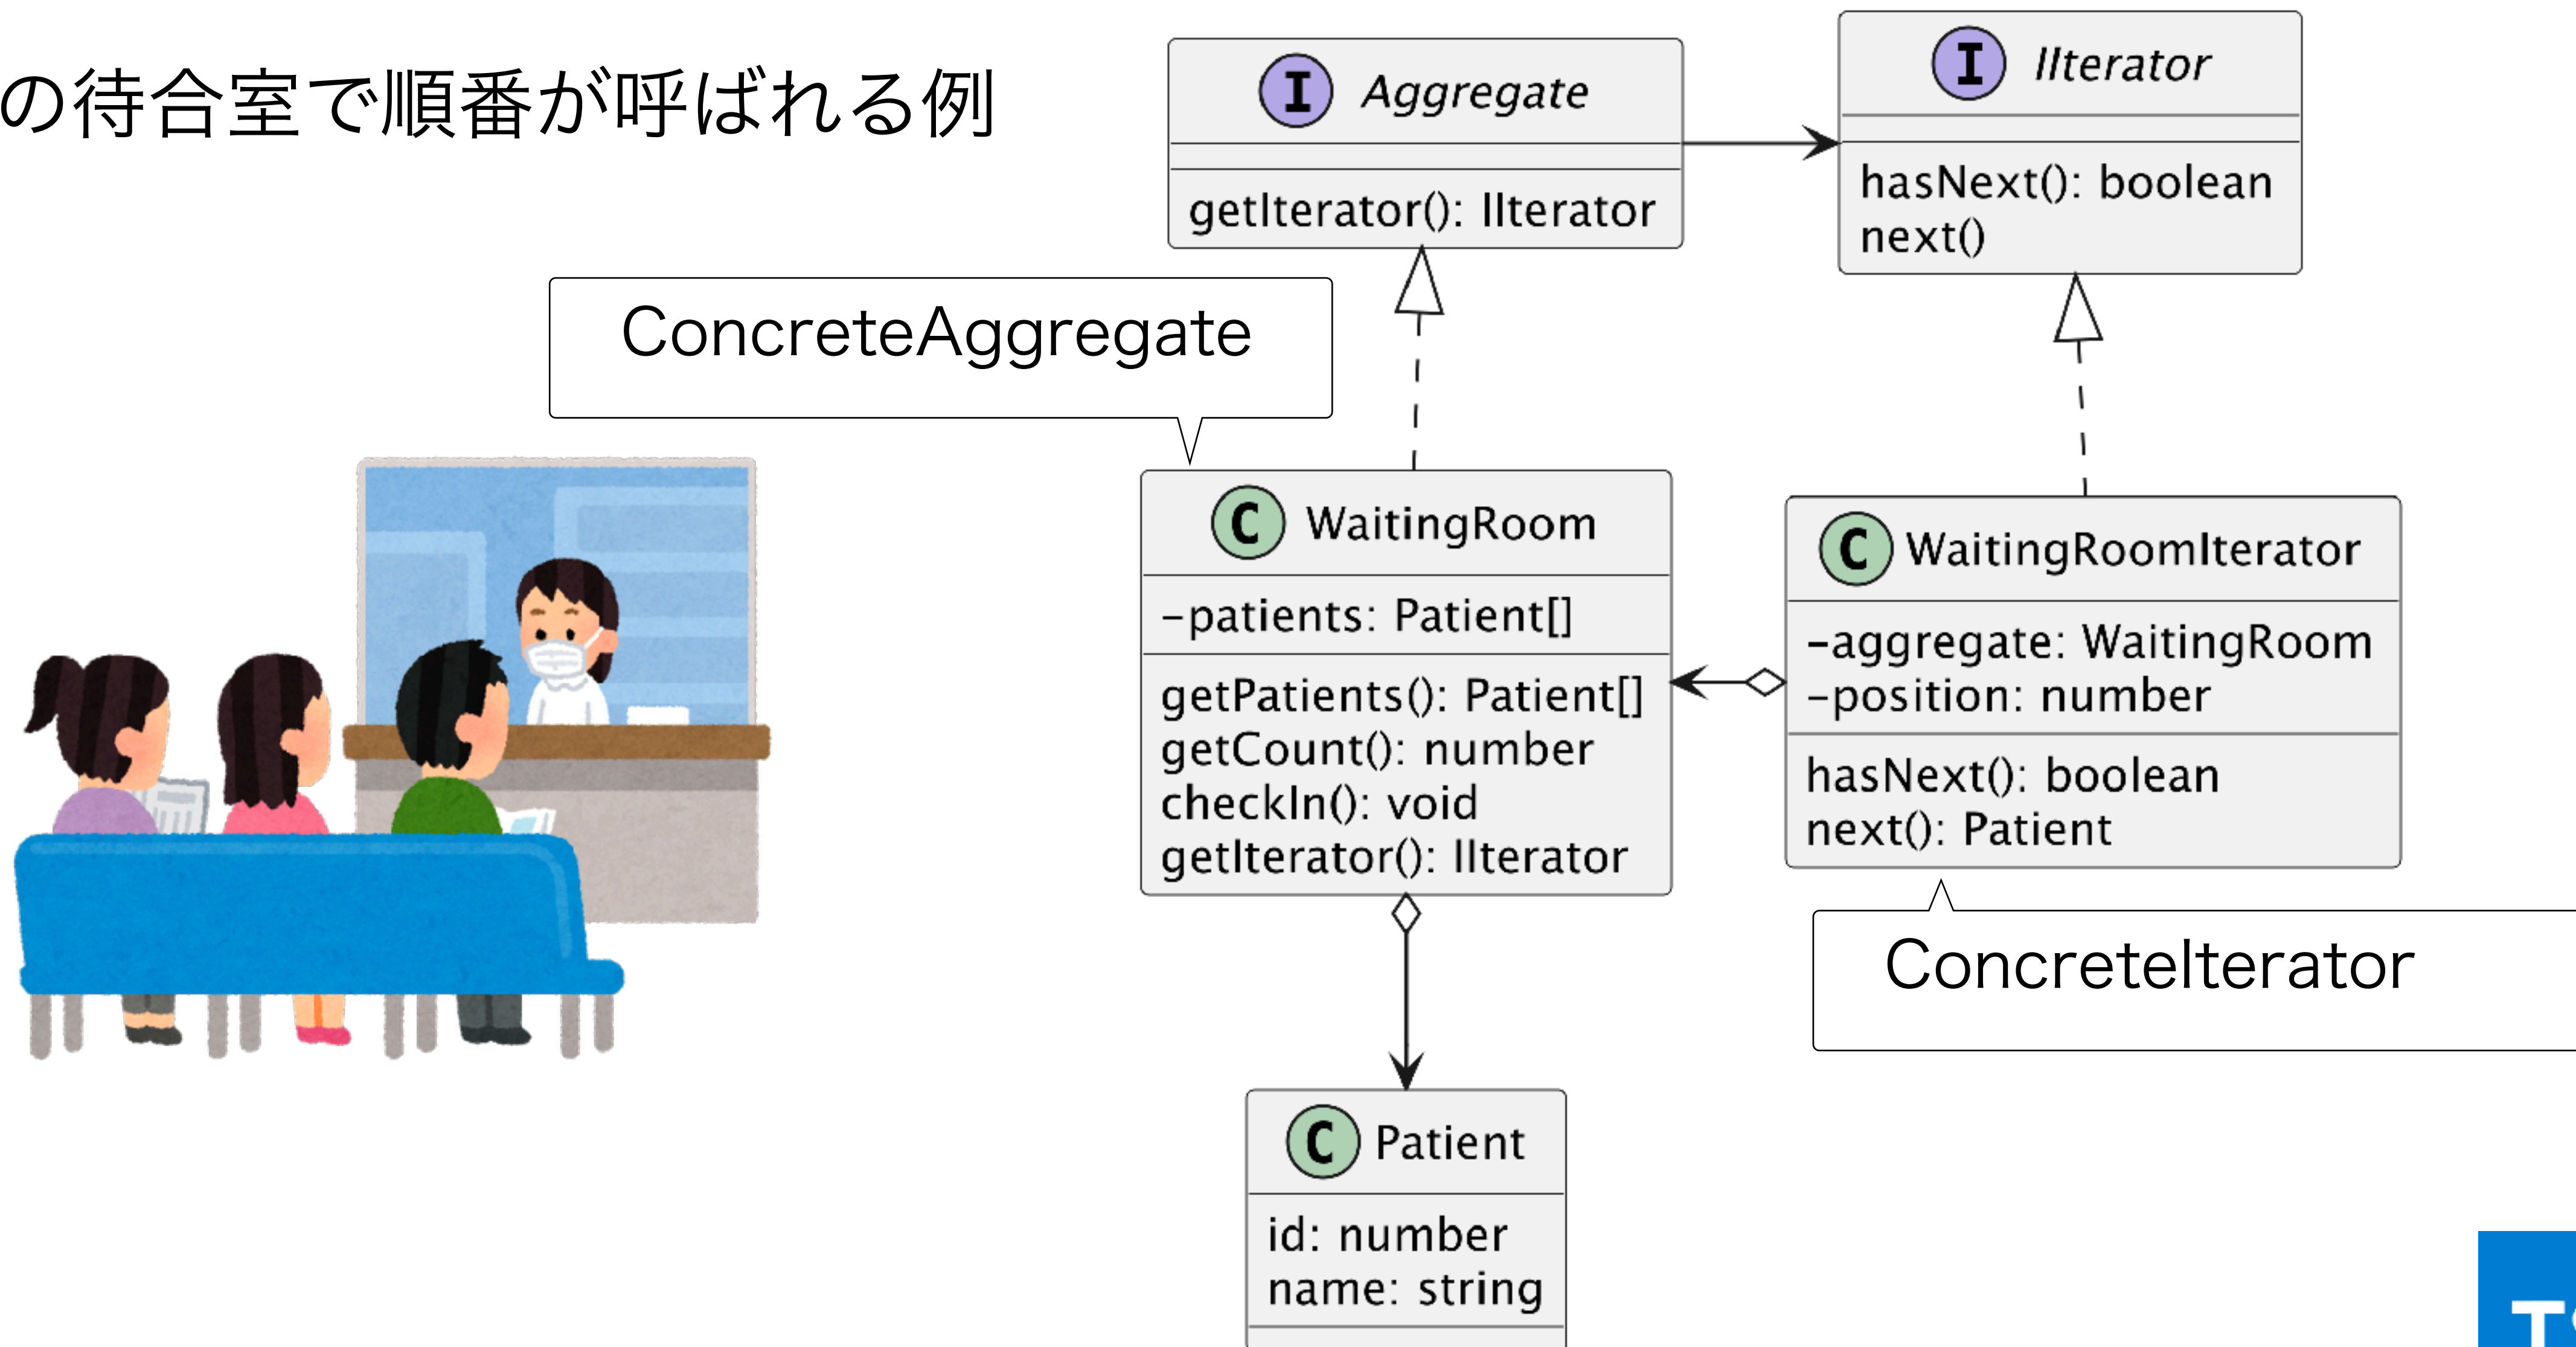 の待合室で順番が呼ばれる例
I Aggregate
getIterator(): IIterator
I IIterator
hasNext(): boolean
next()
ConcreteAggregate
C WaitingRoom
-patients: Patient[]
getPatients(): Patient[]
getCount(): number
checkIn(): void
getIterator(): IIterator
C WaitingRoomIterator
-aggregate: WaitingRoom
-position: number
hasNext(): boolean
next(): Patient
ConcreteIterator
C Patient
id: number
name: string